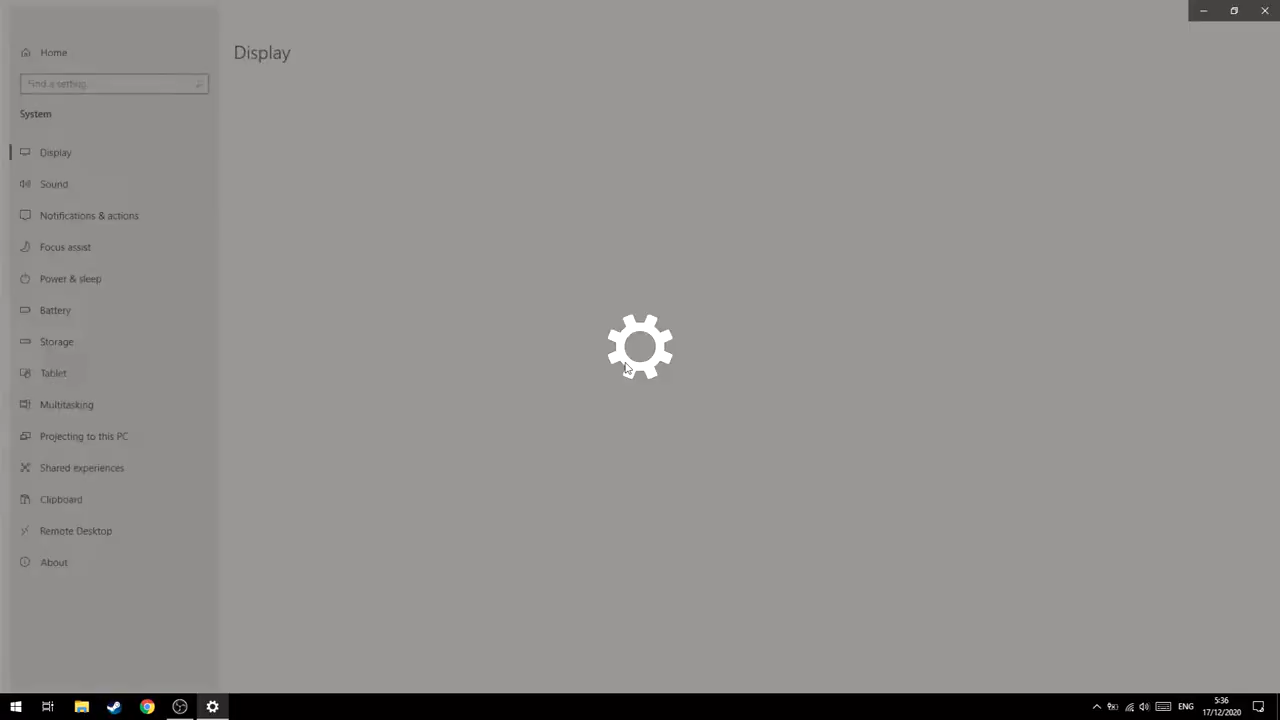 Home
Display
Find a setting
System
Display
Sound
Notifications & actions
Focus assist
Power & sleep
Battery
Storage
Tablet
Multitasking
Projecting to this PC
Shared experiences
Clipboard
Remote Desktop
About
ENG
5:36
17/12/2020